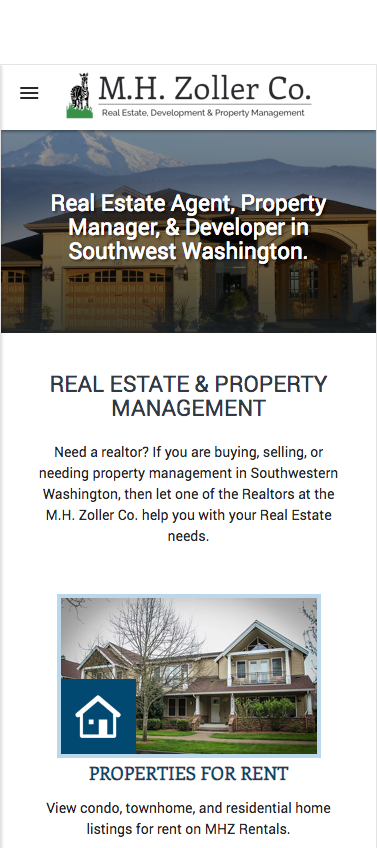 M.H. Zoller Co.
Real Estate, Development & Property Management
Real Estate Agent, Property
Manager, & Developer in
Southwest Washington.
REAL ESTATE & PROPERTY
MANAGEMENT
Need a realtor? If you are buying, selling, or
needing property management in Southwestern
Washington, then let one of the Realtors at the
M.H. Zoller Co. help you with your Real Estate
needs.
PROPERTIES FOR RENT
View condo, townhome, and residential home
listings for rent on MHZ Rentals.